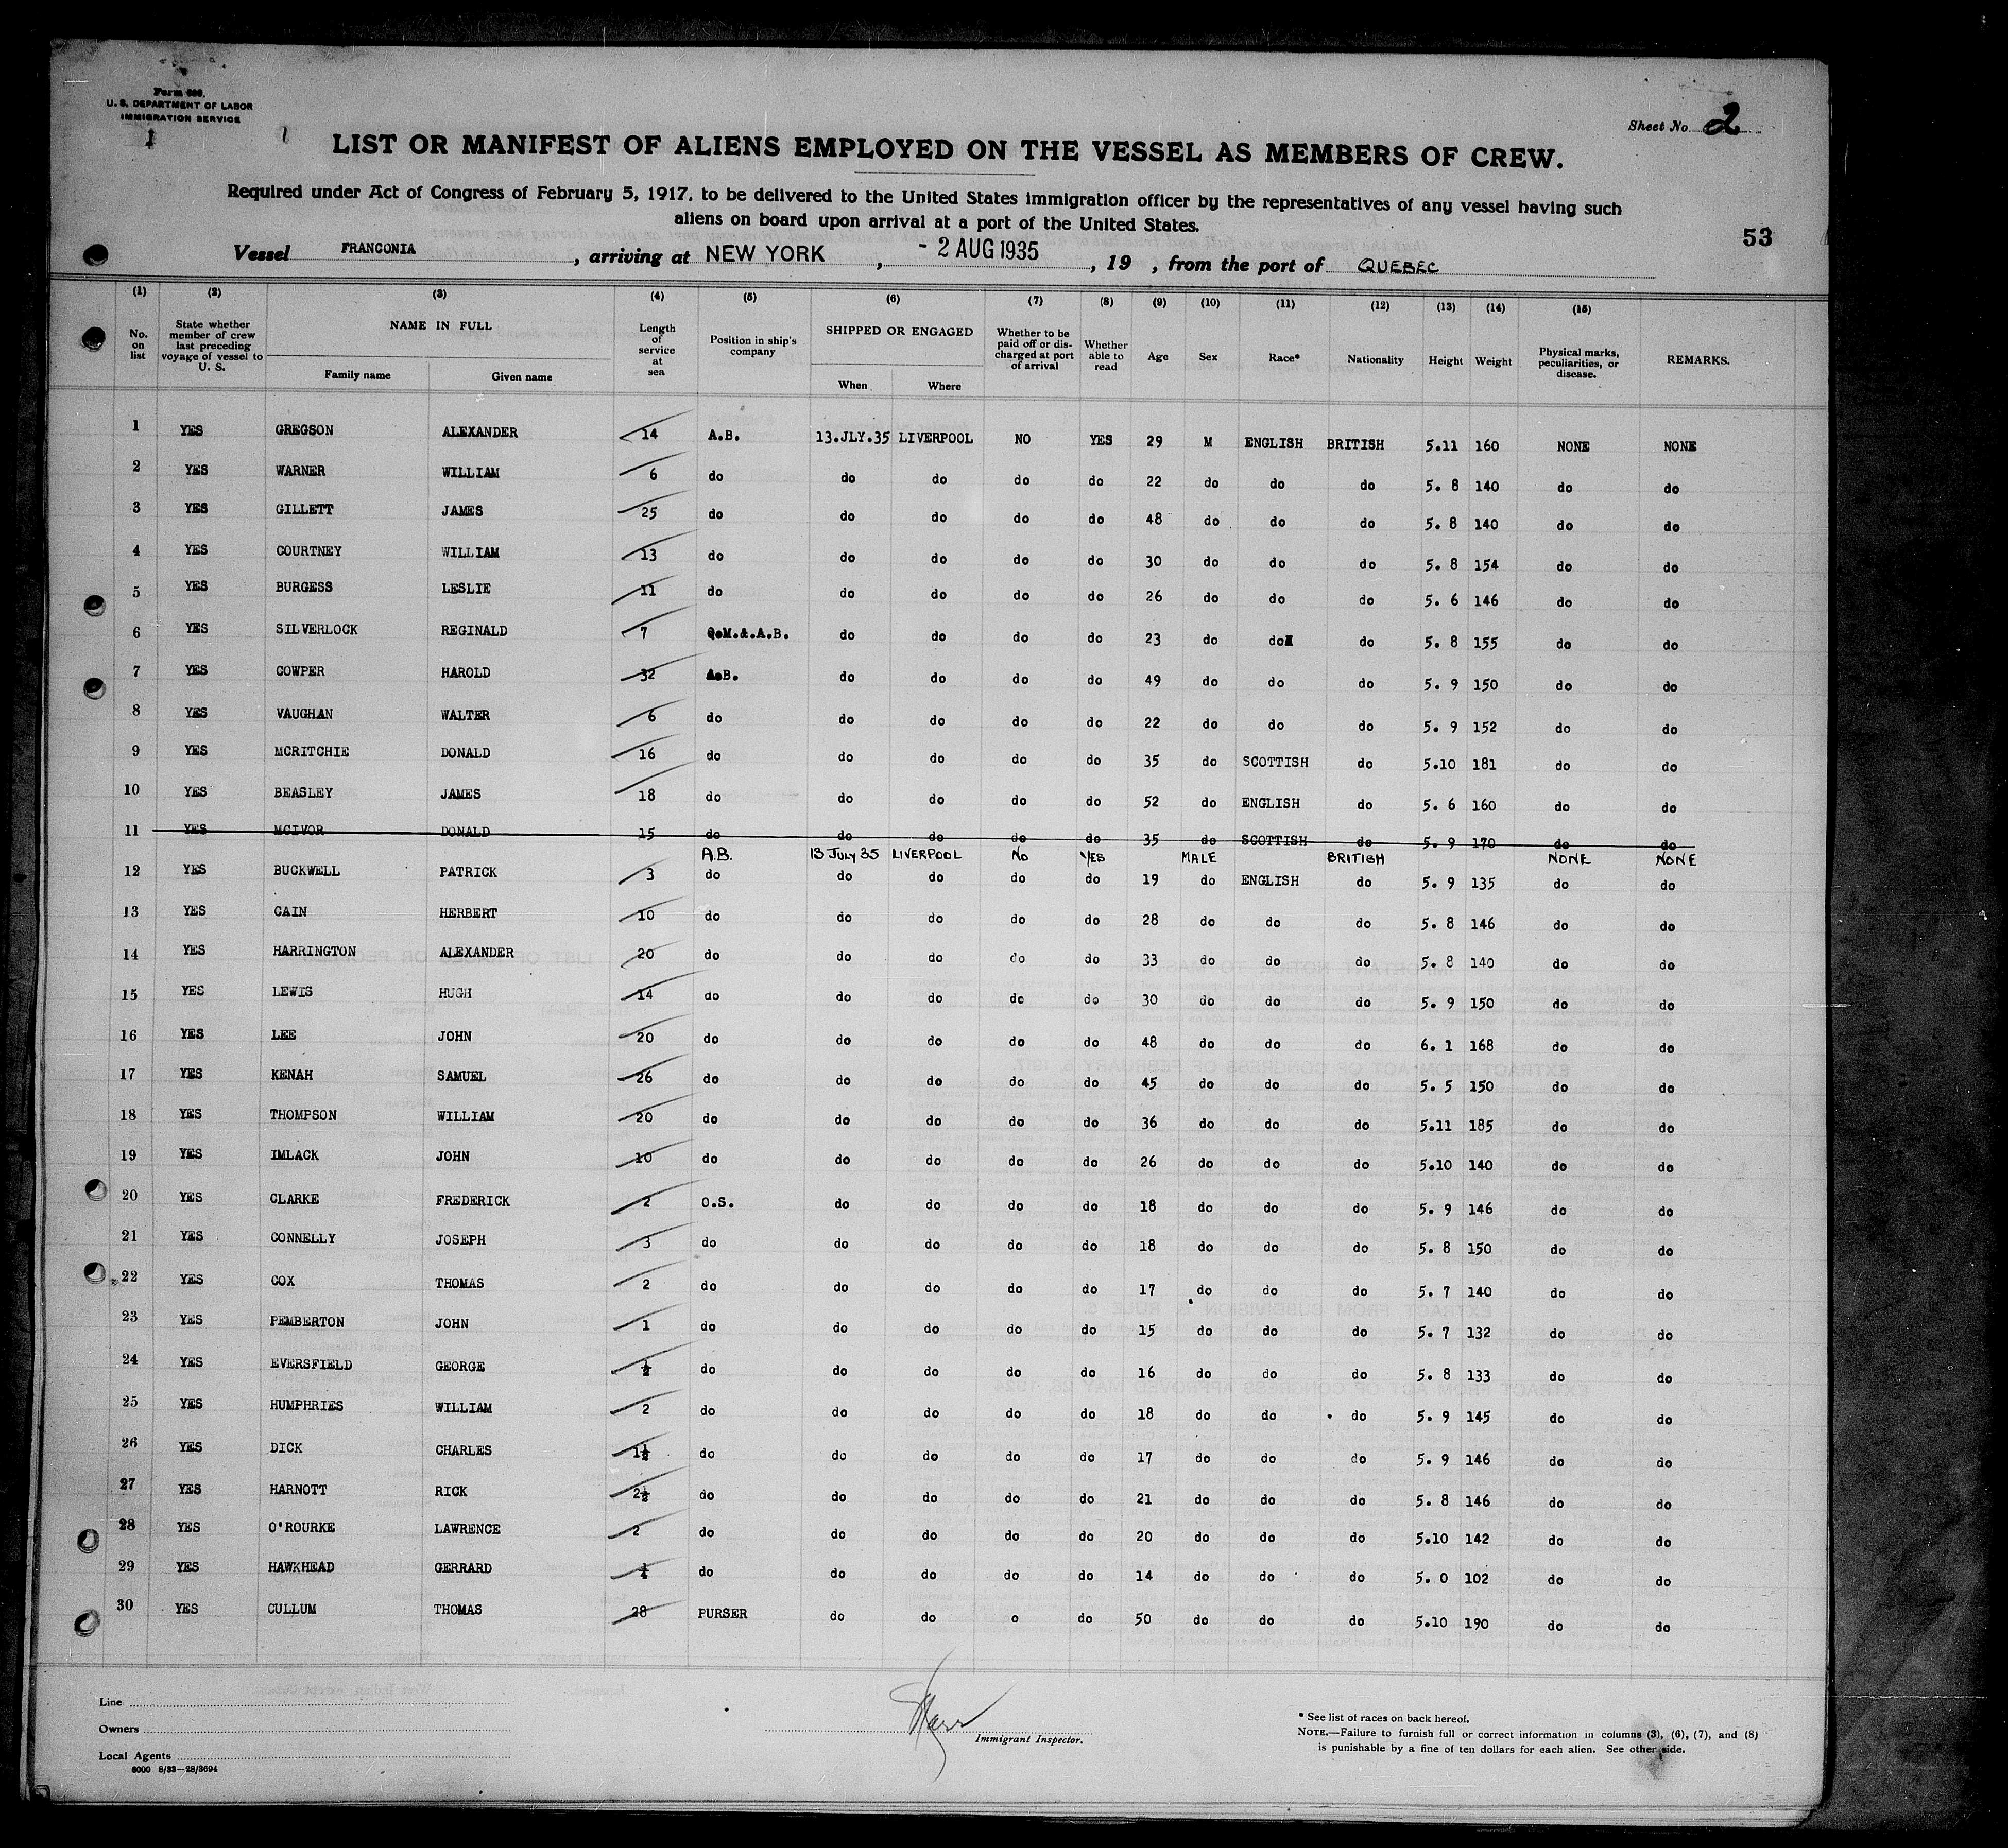 Form 680.
U. S. DEPARTMENT OF LABOR
IMMIGRATION SERVICE
Sheet No. 2
LIST OR MANIFEST OF ALIENS EMPLOYED ON THE VESSEL AS MEMBERS OF CREW.
Required under Act of Congress of February 5, 1917, to be delivered to the United States immigration officer by the representatives of any vessel having such
aliens on board upon arrival at a port of the United States.
53
Vessel FRANCONIA, arriving at NEW YORK, - 2 AUG 1935, 19 , from the port of QUEBEC
(1) (2) (3) (4) (5) (6) (7) (8) (9) (10) (11) (12) (13) (14) (15)
No. on list State whether member of crew last preceding voyage of vessel to U. S. NAME IN FULL Family name Given name Length of service at sea Position in ship's company SHIPPED OR ENGAGED When Where Whether to be paid off or discharged at port of arrival Whether able to read Age Sex Race* Nationality Height Weight Physical marks, peculiarities, or disease. REMARKS.
1 YES GREGSON ALEXANDER 14 A.B. 13.JLY.35 LIVERPOOL NO YES 29 M ENGLISH BRITISH 5.11 160 NONE NONE
2 YES WARNER WILLIAM 6 do do do do do 22 do do do 5. 8 140 do do
3 YES GILLETT JAMES 25 do do do do do 48 do do do 5. 8 140 do do
4 YES COURTNEY WILLIAM 13 do do do do do 30 do do do 5. 8 154 do do
5 YES BURGESS LESLIE 11 do do do do do 26 do do do 5. 6 146 do do
6 YES SILVERLOCK REGINALD 7 Q.M.&.A.B. do do do do 23 do do do 5. 8 155 do do
7 YES COWPER HAROLD 32 A.B. do do do do 49 do do do 5. 9 150 do do
8 YES VAUGHAN WALTER 6 do do do do do 22 do do do 5. 9 152 do do
9 YES MCRITCHIE DONALD 16 do do do do do 35 do SCOTTISH do 5.10 181 do do
10 YES BEASLEY JAMES 18 do do do do do 52 do ENGLISH do 5. 6 160 do do
11 YES MCIVOR DONALD 15 do do do do do 35 do SCOTTISH do 5. 9 170 do do
A.B. 13 JULY 35 LIVERPOOL NO YES MALE BRITISH NONE NONE
12 YES BUCKWELL PATRICK 3 do do do do do 19 do ENGLISH do 5. 9 135 do do
13 YES CAIN HERBERT 10 do do do do do 28 do do do 5. 8 146 do do
14 YES HARRINGTON ALEXANDER 20 do do do do do 33 do do do 5. 8 140 do do
15 YES LEWIS HUGH 14 do do do do do 30 do do do 5. 9 150 do do
16 YES LEE JOHN 20 do do do do do 48 do do do 6. 1 168 do do
17 YES KENAH SAMUEL 26 do do do do do 45 do do do 5. 5 150 do do
18 YES THOMPSON WILLIAM 20 do do do do do 36 do do do 5.11 185 do do
19 YES IMLACK JOHN 10 do do do do do 26 do do do 5.10 140 do do
20 YES CLARKE FREDERICK 2 O.S. do do do do 18 do do do 5. 9 146 do do
21 YES CONNELLY JOSEPH 3 do do do do do 18 do do do 5. 8 150 do do
22 YES COX THOMAS 2 do do do do do 17 do do do 5. 7 140 do do
23 YES PEMBERTON JOHN 1 do do do do do 15 do do do 5. 7 132 do do
24 YES EVERSFIELD GEORGE ½ do do do do do 16 do do do 5. 8 133 do do
25 YES HUMPHRIES WILLIAM 2 do do do do do 18 do do do 5. 9 145 do do
26 YES DICK CHARLES 1½ do do do do do 17 do do do 5. 9 146 do do
27 YES HARNOTT RICK 2½ do do do do do 21 do do do 5. 8 146 do do
28 YES O'ROURKE LAWRENCE 2 do do do do do 20 do do do 5.10 142 do do
29 YES HAWKHEAD GERRARD do do do do do 14 do do do 5. 0 102 do do
30 YES CULLUM THOMAS 28 PURSER do do o do 50 do do do 5.10 190 do do
Line
Owners
Local Agents
6000 8/33—28/3694
Immigrant Inspector.
* See list of races on back hereof.
NOTE.—Failure to furnish full or correct information in columns (3), (6), (7), and (8)
is punishable by a fine of ten dollars for each alien. See other side.